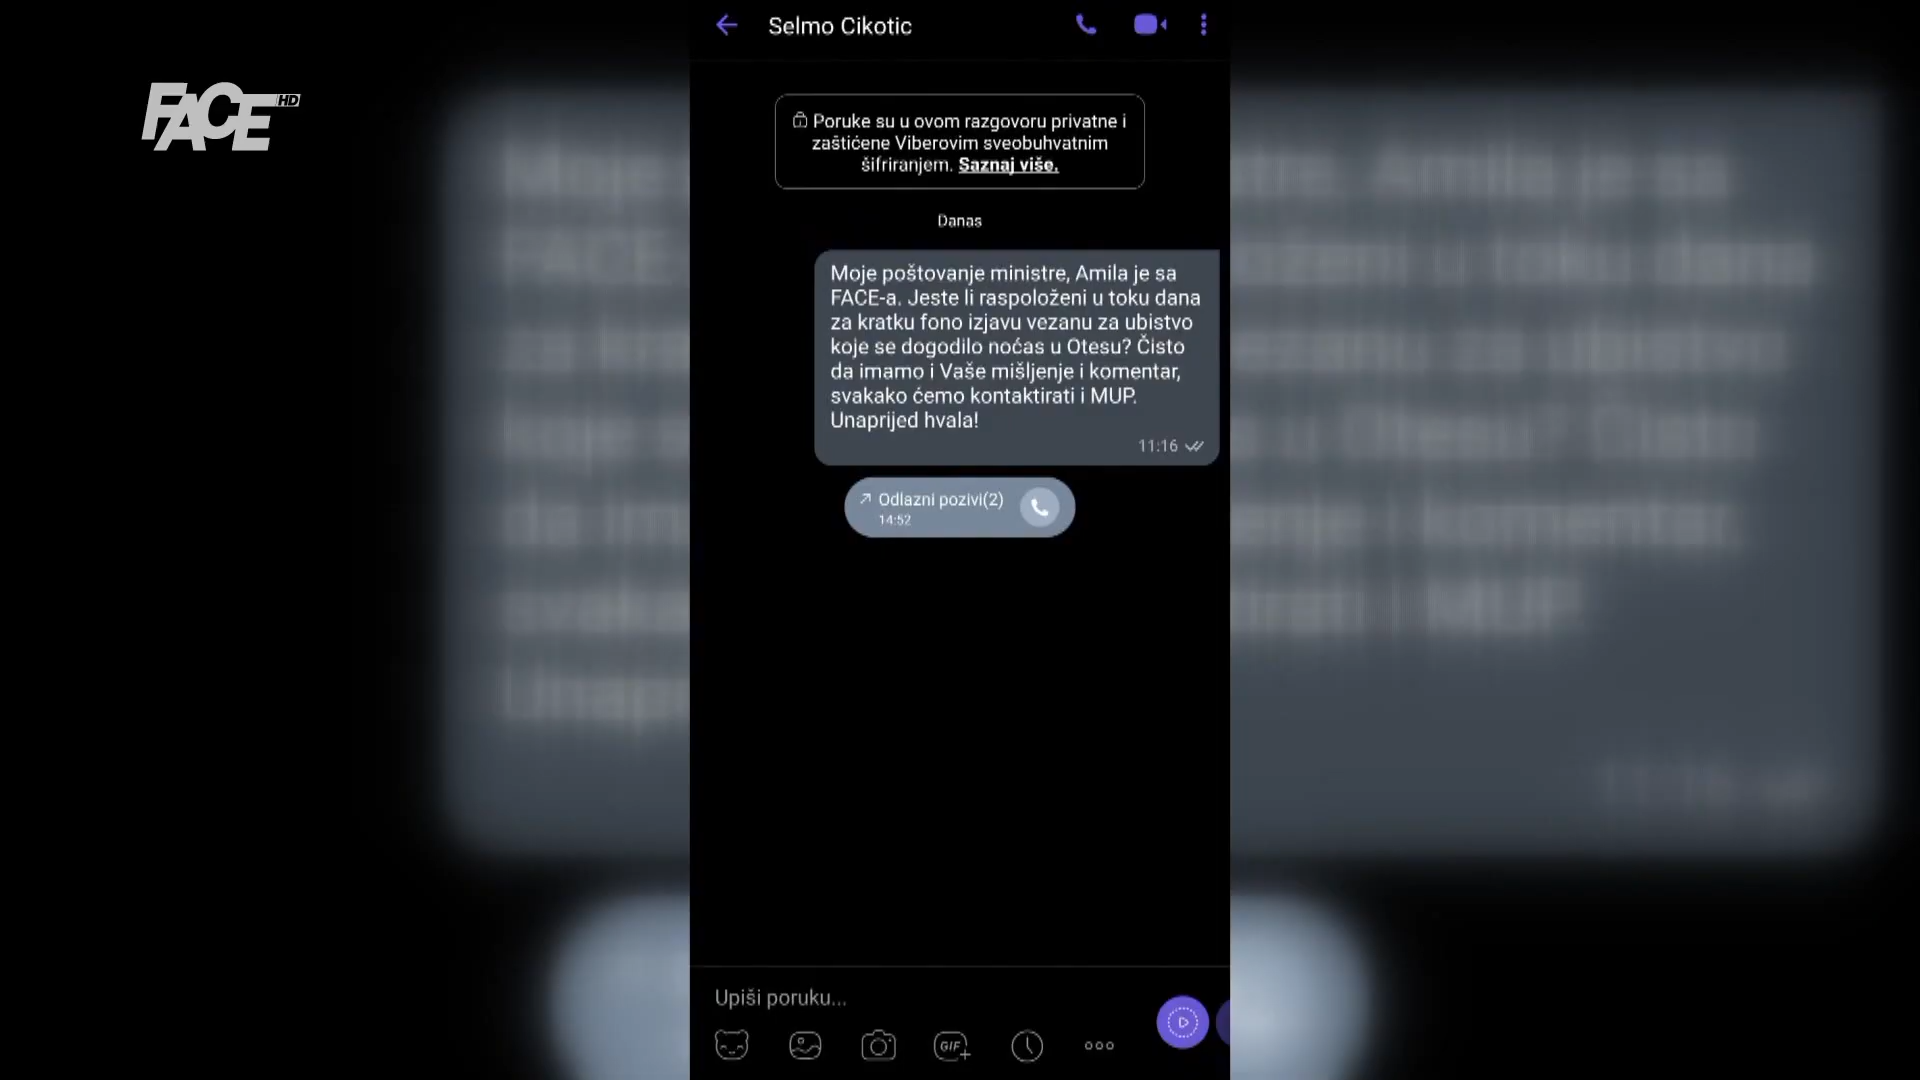 FACE HD
Selmo Cikotic
Poruke su u ovom razgovoru privatne i
zaštićene Viberovim sveobuhvatnim
šifriranjem. Saznaj više.
Danas
Moje poštovanje ministre, Amila je sa
FACE-a. Jeste li raspoloženi u toku dana
za kratku fono izjavu vezanu za ubistvo
koje se dogodilo noćas u Otesu? Čisto
da imamo i Vaše mišljenje i komentar,
svakako ćemo kontaktirati i MUP.
Unaprijed hvala!
11:16
Odlazni pozivi(2)
14:52
Upiši poruku...
GIF